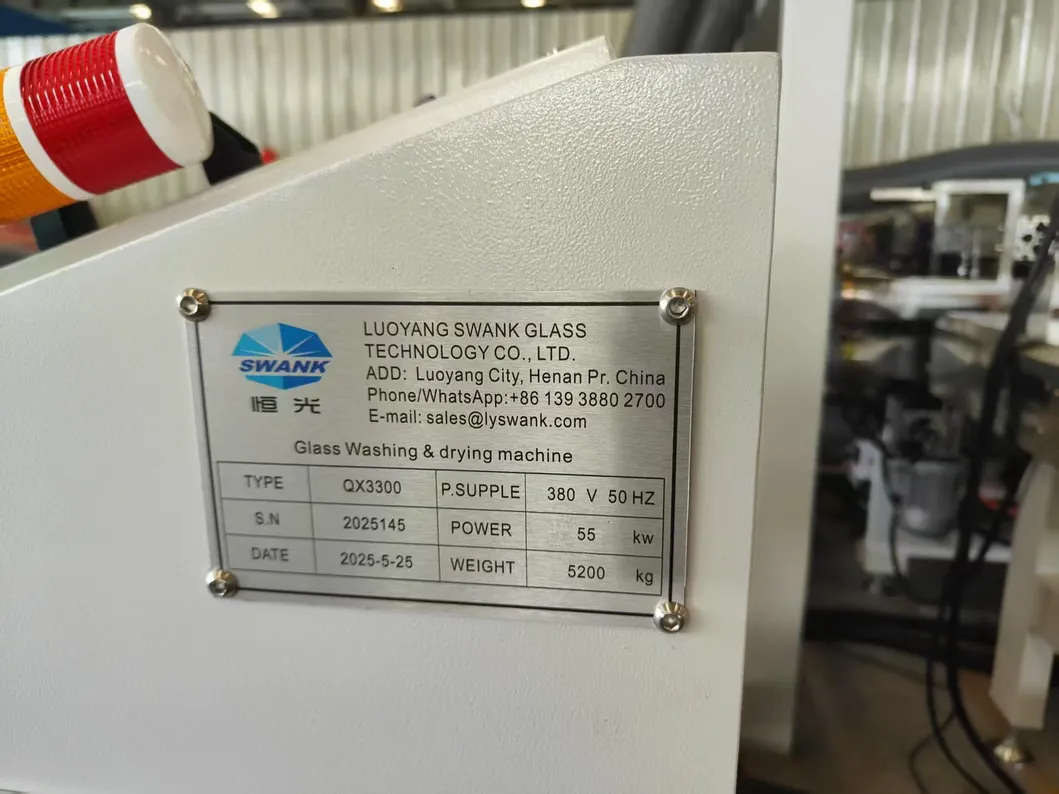 SWANK
恒光
LUOYANG SWANK GLASS
TECHNOLOGY CO., LTD.
ADD: Luoyang City, Henan Pr. China
Phone/WhatsApp:+86 139 3880 2700
E-mail: sales@lyswank.com
Glass Washing & drying machine
TYPE QX3300 P.SUPPLE 380 V 50 HZ
S.N 2025145 POWER 55 kw
DATE 2025-5-25 WEIGHT 5200 kg